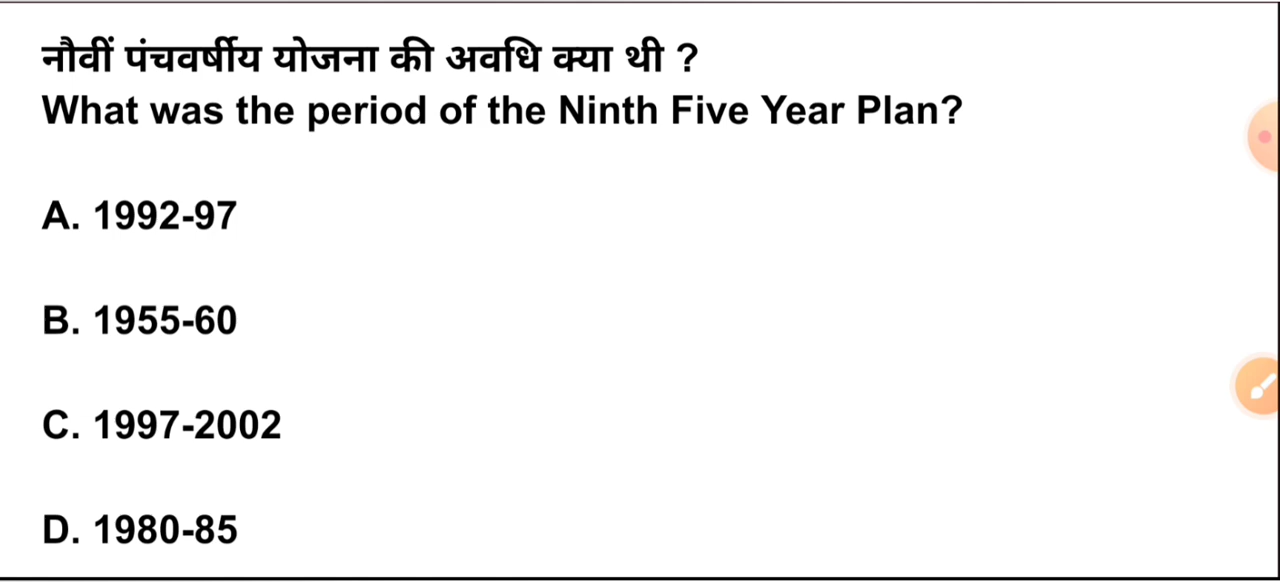 नौवीं पंचवर्षीय योजना की अवधि क्या थी ?
What was the period of the Ninth Five Year Plan?
A. 1992-97
B. 1955-60
C. 1997-2002
D. 1980-85